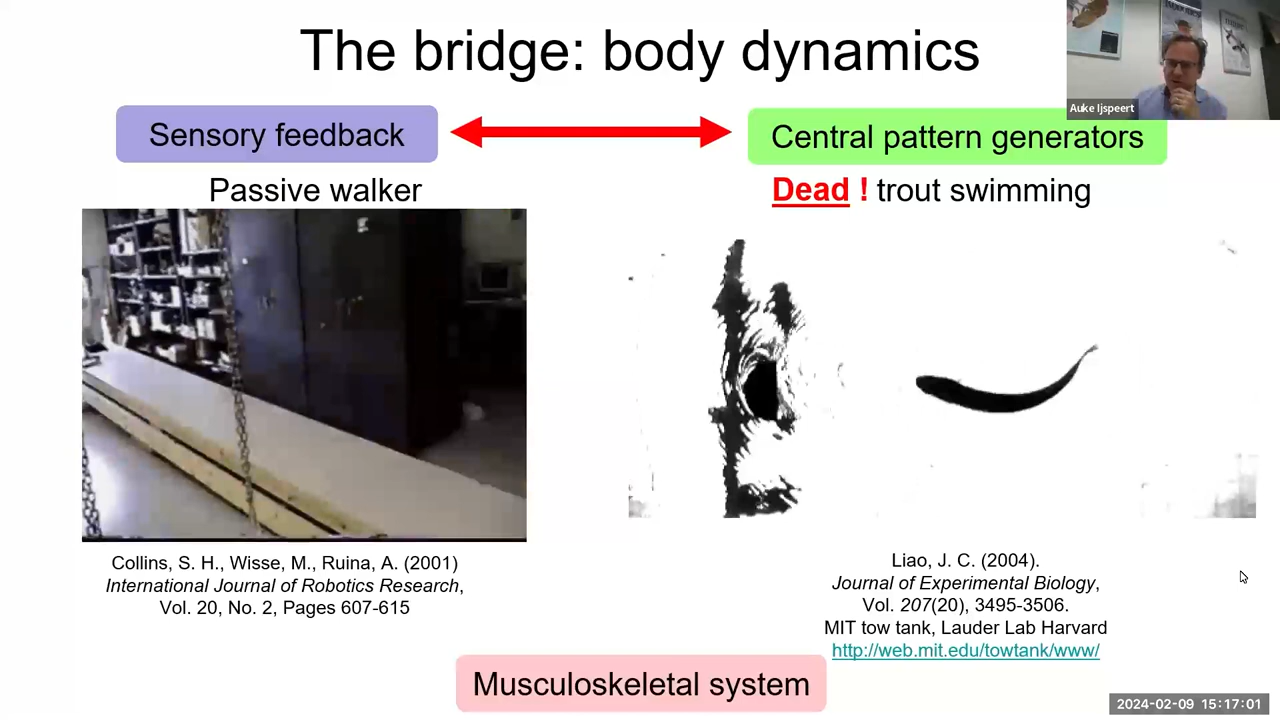 The bridge: body dynamics
Auke Ijspeert
Sensory feedback
Central pattern generators
Passive walker
Dead ! trout swimming
Collins, S. H., Wisse, M., Ruina, A. (2001)
International Journal of Robotics Research,
Vol. 20, No. 2, Pages 607-615
Liao, J. C. (2004).
Journal of Experimental Biology,
Vol. 207(20), 3495-3506.
MIT tow tank, Lauder Lab Harvard
http://web.mit.edu/towtank/www/
Musculoskeletal system
2024-02-09 15:17:01